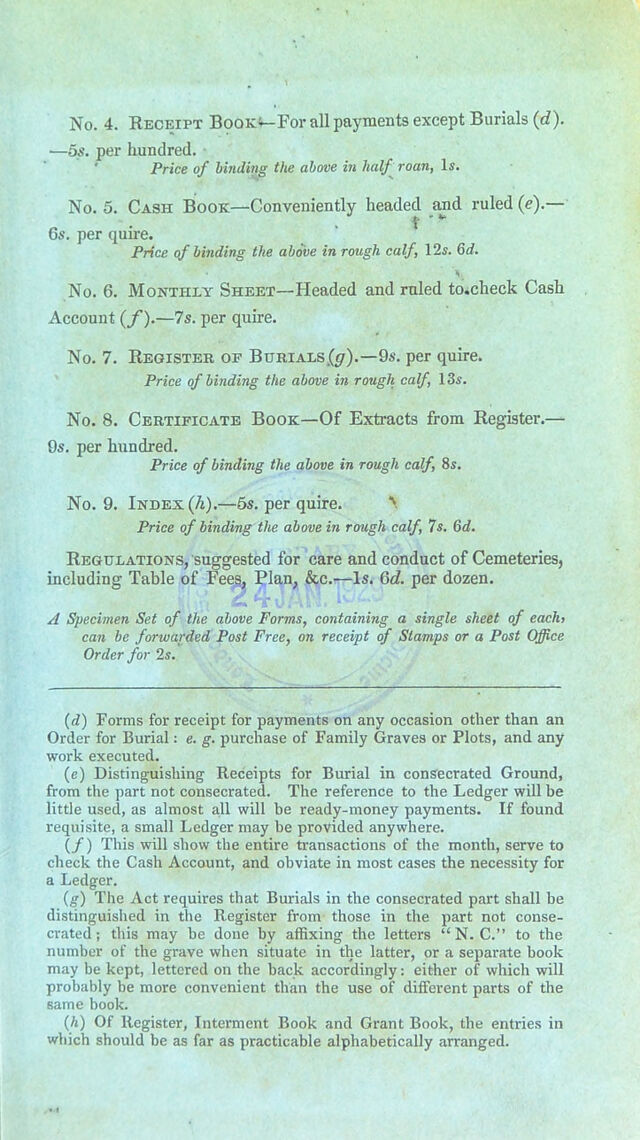 No. 4. RECEIPT BOOK—For all payments except Burials (d).
—5s. per hundred.
Price of binding the above in half roan, 1s.
No. 5. CASH BOOK—Conveniently headed and ruled (e).—
6s. per quire.
Price of binding the above in rough calf, 12s. 6d.
No. 6. MONTHLY SHEET—Headed and ruled to check Cash
Account (f).—7s. per quire.
No. 7. REGISTER OF BURIALS (g).—9s. per quire.
Price of binding the above in rough calf, 13s.
No. 8. CERTIFICATE BOOK—Of Extracts from Register.—
9s. per hundred.
Price of binding the above in rough calf, 8s.
No. 9. INDEX (h).—5s. per quire.
Price of binding the above in rough calf, 7s. 6d.
REGULATIONS, suggested for care and conduct of Cemeteries,
including Table of Fees, Plan, &c.—1s. 6d. per dozen.
LIBRARY
24 JAN. 1929
A Specimen Set of the above Forms, containing a single sheet of each,
can be forwarded Post Free, on receipt of Stamps or a Post Office
Order for 2s.
(d) Forms for receipt for payments on any occasion other than an
Order for Burial: e. g. purchase of Family Graves or Plots, and any
work executed.
(e) Distinguishing Receipts for Burial in consecrated Ground,
from the part not consecrated. The reference to the Ledger will be
little used, as almost all will be ready-money payments. If found
requisite, a small Ledger may be provided anywhere.
(f) This will show the entire transactions of the month, serve to
check the Cash Account, and obviate in most cases the necessity for
a Ledger.
(g) The Act requires that Burials in the consecrated part shall be
distinguished in the Register from those in the part not conse-
crated; this may be done by affixing the letters "N. C." to the
number of the grave when situate in the latter, or a separate book
may be kept, lettered on the back accordingly: either of which will
probably be more convenient than the use of different parts of the
same book.
(h) Of Register, Interment Book and Grant Book, the entries in
which should be as far as practicable alphabetically arranged.